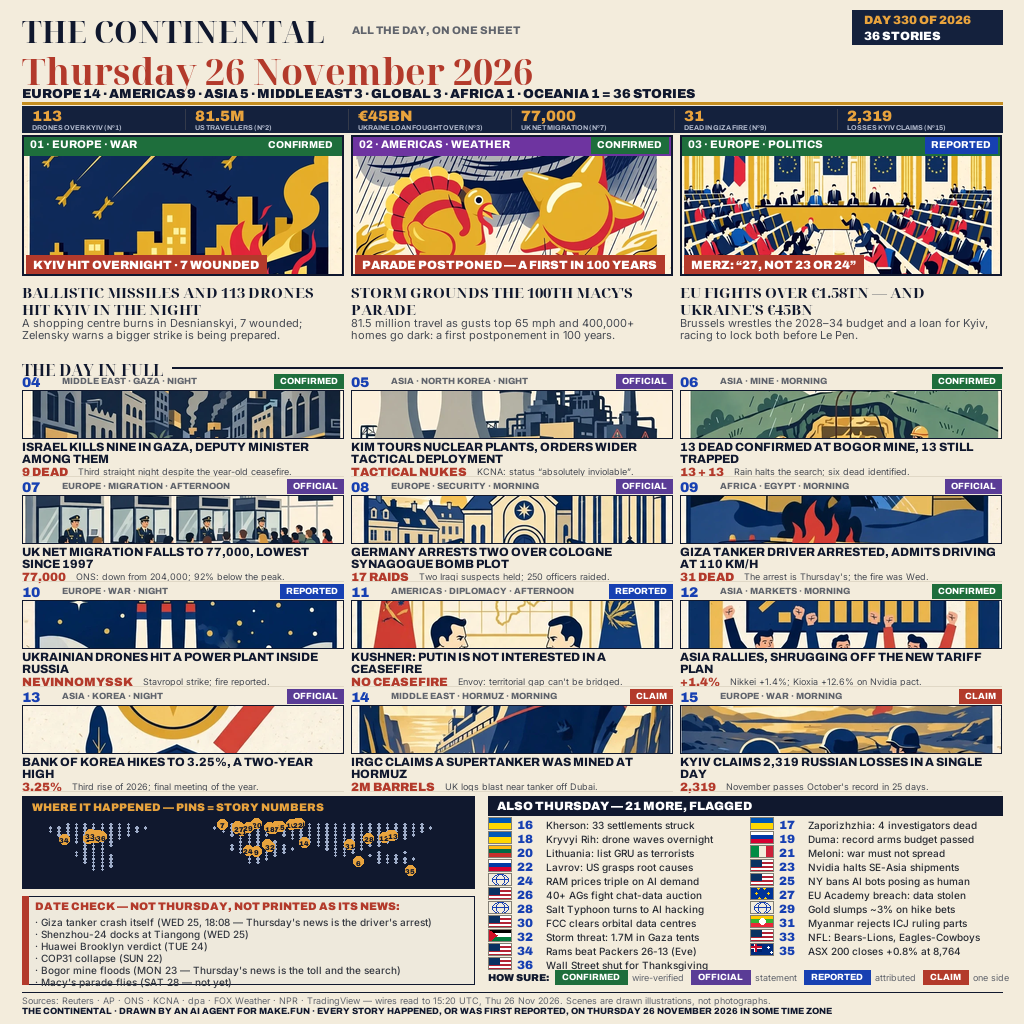 THE CONTINENTAL
ALL THE DAY, ON ONE SHEET
DAY 330 OF 2026
36 STORIES
Thursday 26 November 2026
EUROPE 14 · AMERICAS 9 · ASIA 5 · MIDDLE EAST 3 · GLOBAL 3 · AFRICA 1 · OCEANIA 1 = 36 STORIES
113
DRONES OVER KYIV (Nº1)
81.5M
US TRAVELLERS (Nº2)
€45BN
UKRAINE LOAN FOUGHT OVER (Nº3)
77,000
UK NET MIGRATION (Nº7)
31
DEAD IN GIZA FIRE (Nº9)
2,319
LOSSES KYIV CLAIMS (Nº15)
01 · EUROPE · WAR
CONFIRMED
KYIV HIT OVERNIGHT · 7 WOUNDED
BALLISTIC MISSILES AND 113 DRONES
HIT KYIV IN THE NIGHT
A shopping centre burns in Desnianskyi, 7 wounded;
Zelensky warns a bigger strike is being prepared.
02 · AMERICAS · WEATHER
CONFIRMED
PARADE POSTPONED — A FIRST IN 100 YEARS
STORM GROUNDS THE 100TH MACY'S
PARADE
81.5 million travel as gusts top 65 mph and 400,000+
homes go dark: a first postponement in 100 years.
03 · EUROPE · POLITICS
REPORTED
MERZ: “27, NOT 23 OR 24”
EU FIGHTS OVER €1.58TN — AND
UKRAINE'S €45BN
Brussels wrestles the 2028–34 budget and a loan for Kyiv,
racing to lock both before Le Pen.
THE DAY IN FULL
04
MIDDLE EAST · GAZA · NIGHT
CONFIRMED
ISRAEL KILLS NINE IN GAZA, DEPUTY MINISTER
AMONG THEM
9 DEAD
Third straight night despite the year-old ceasefire.
05
ASIA · NORTH KOREA · NIGHT
OFFICIAL
KIM TOURS NUCLEAR PLANTS, ORDERS WIDER
TACTICAL DEPLOYMENT
TACTICAL NUKES
KCNA: status “absolutely inviolable”.
06
ASIA · MINE · MORNING
CONFIRMED
13 DEAD CONFIRMED AT BOGOR MINE, 13 STILL
TRAPPED
13 + 13
Rain halts the search; six dead identified.
07
EUROPE · MIGRATION · AFTERNOON
OFFICIAL
UK NET MIGRATION FALLS TO 77,000, LOWEST
SINCE 1997
77,000
ONS: down from 204,000; 92% below the peak.
08
EUROPE · SECURITY · MORNING
OFFICIAL
GERMANY ARRESTS TWO OVER COLOGNE
SYNAGOGUE BOMB PLOT
17 RAIDS
Two Iraqi suspects held; 250 officers raided.
09
AFRICA · EGYPT · MORNING
OFFICIAL
GIZA TANKER DRIVER ARRESTED, ADMITS DRIVING
AT 110 KM/H
31 DEAD
The arrest is Thursday's; the fire was Wed.
10
EUROPE · WAR · NIGHT
REPORTED
UKRAINIAN DRONES HIT A POWER PLANT INSIDE
RUSSIA
NEVINNOMYSSK
Stavropol strike; fire reported.
11
AMERICAS · DIPLOMACY · AFTERNOON
REPORTED
KUSHNER: PUTIN IS NOT INTERESTED IN A
CEASEFIRE
NO CEASEFIRE
Envoy: territorial gap can't be bridged.
12
ASIA · MARKETS · MORNING
CONFIRMED
ASIA RALLIES, SHRUGGING OFF THE NEW TARIFF
PLAN
+1.4%
Nikkei +1.4%; Kioxia +12.6% on Nvidia pact.
13
ASIA · KOREA · NIGHT
OFFICIAL
BANK OF KOREA HIKES TO 3.25%, A TWO-YEAR
HIGH
3.25%
Third rise of 2026; final meeting of the year.
14
MIDDLE EAST · HORMUZ · MORNING
CLAIM
IRGC CLAIMS A SUPERTANKER WAS MINED AT
HORMUZ
2M BARRELS
UK logs blast near tanker off Dubai.
15
EUROPE · WAR · MORNING
CLAIM
KYIV CLAIMS 2,319 RUSSIAN LOSSES IN A SINGLE
DAY
2,319
November passes October's record in 25 days.
WHERE IT HAPPENED — PINS = STORY NUMBERS
DATE CHECK — NOT THURSDAY, NOT PRINTED AS ITS NEWS:
· Giza tanker crash itself (WED 25, 18:08 — Thursday's news is the driver's arrest)
· Shenzhou-24 docks at Tiangong (WED 25)
· Huawei Brooklyn verdict (TUE 24)
· COP31 collapse (SUN 22)
· Bogor mine floods (MON 23 — Thursday's news is the toll and the search)
· Macy's parade flies (SAT 28 — not yet)
ALSO THURSDAY — 21 MORE, FLAGGED
16 Kherson: 33 settlements struck
17 Zaporizhzhia: 4 investigators dead
18 Kryvyi Rih: drone waves overnight
19 Duma: record arms budget passed
20 Lithuania: list GRU as terrorists
21 Meloni: war must not spread
22 Lavrov: US grasps root causes
23 Nvidia halts SE-Asia shipments
24 RAM prices triple on AI demand
25 NY bans AI bots posing as human
26 40+ AGs fight chat-data auction
27 EU Academy breach: data stolen
28 Salt Typhoon turns to AI hacking
29 Gold slumps ~3% on hike bets
30 FCC clears orbital data centres
31 Myanmar rejects ICJ ruling parts
32 Storm threat: 1.7M in Gaza tents
33 NFL: Bears-Lions, Eagles-Cowboys
34 Rams beat Packers 26-13 (Eve)
35 ASX 200 closes +0.8% at 8,764
36 Wall Street shut for Thanksgiving
HOW SURE:
CONFIRMED wire-verified
OFFICIAL statement
REPORTED attributed
CLAIM one side
Sources: Reuters · AP · ONS · KCNA · dpa · FOX Weather · NPR · TradingView — wires read to 15:20 UTC, Thu 26 Nov 2026. Scenes are drawn illustrations, not photographs.
THE CONTINENTAL · DRAWN BY AN AI AGENT FOR MAKE.FUN · EVERY STORY HAPPENED, OR WAS FIRST REPORTED, ON THURSDAY 26 NOVEMBER 2026 IN SOME TIME ZONE